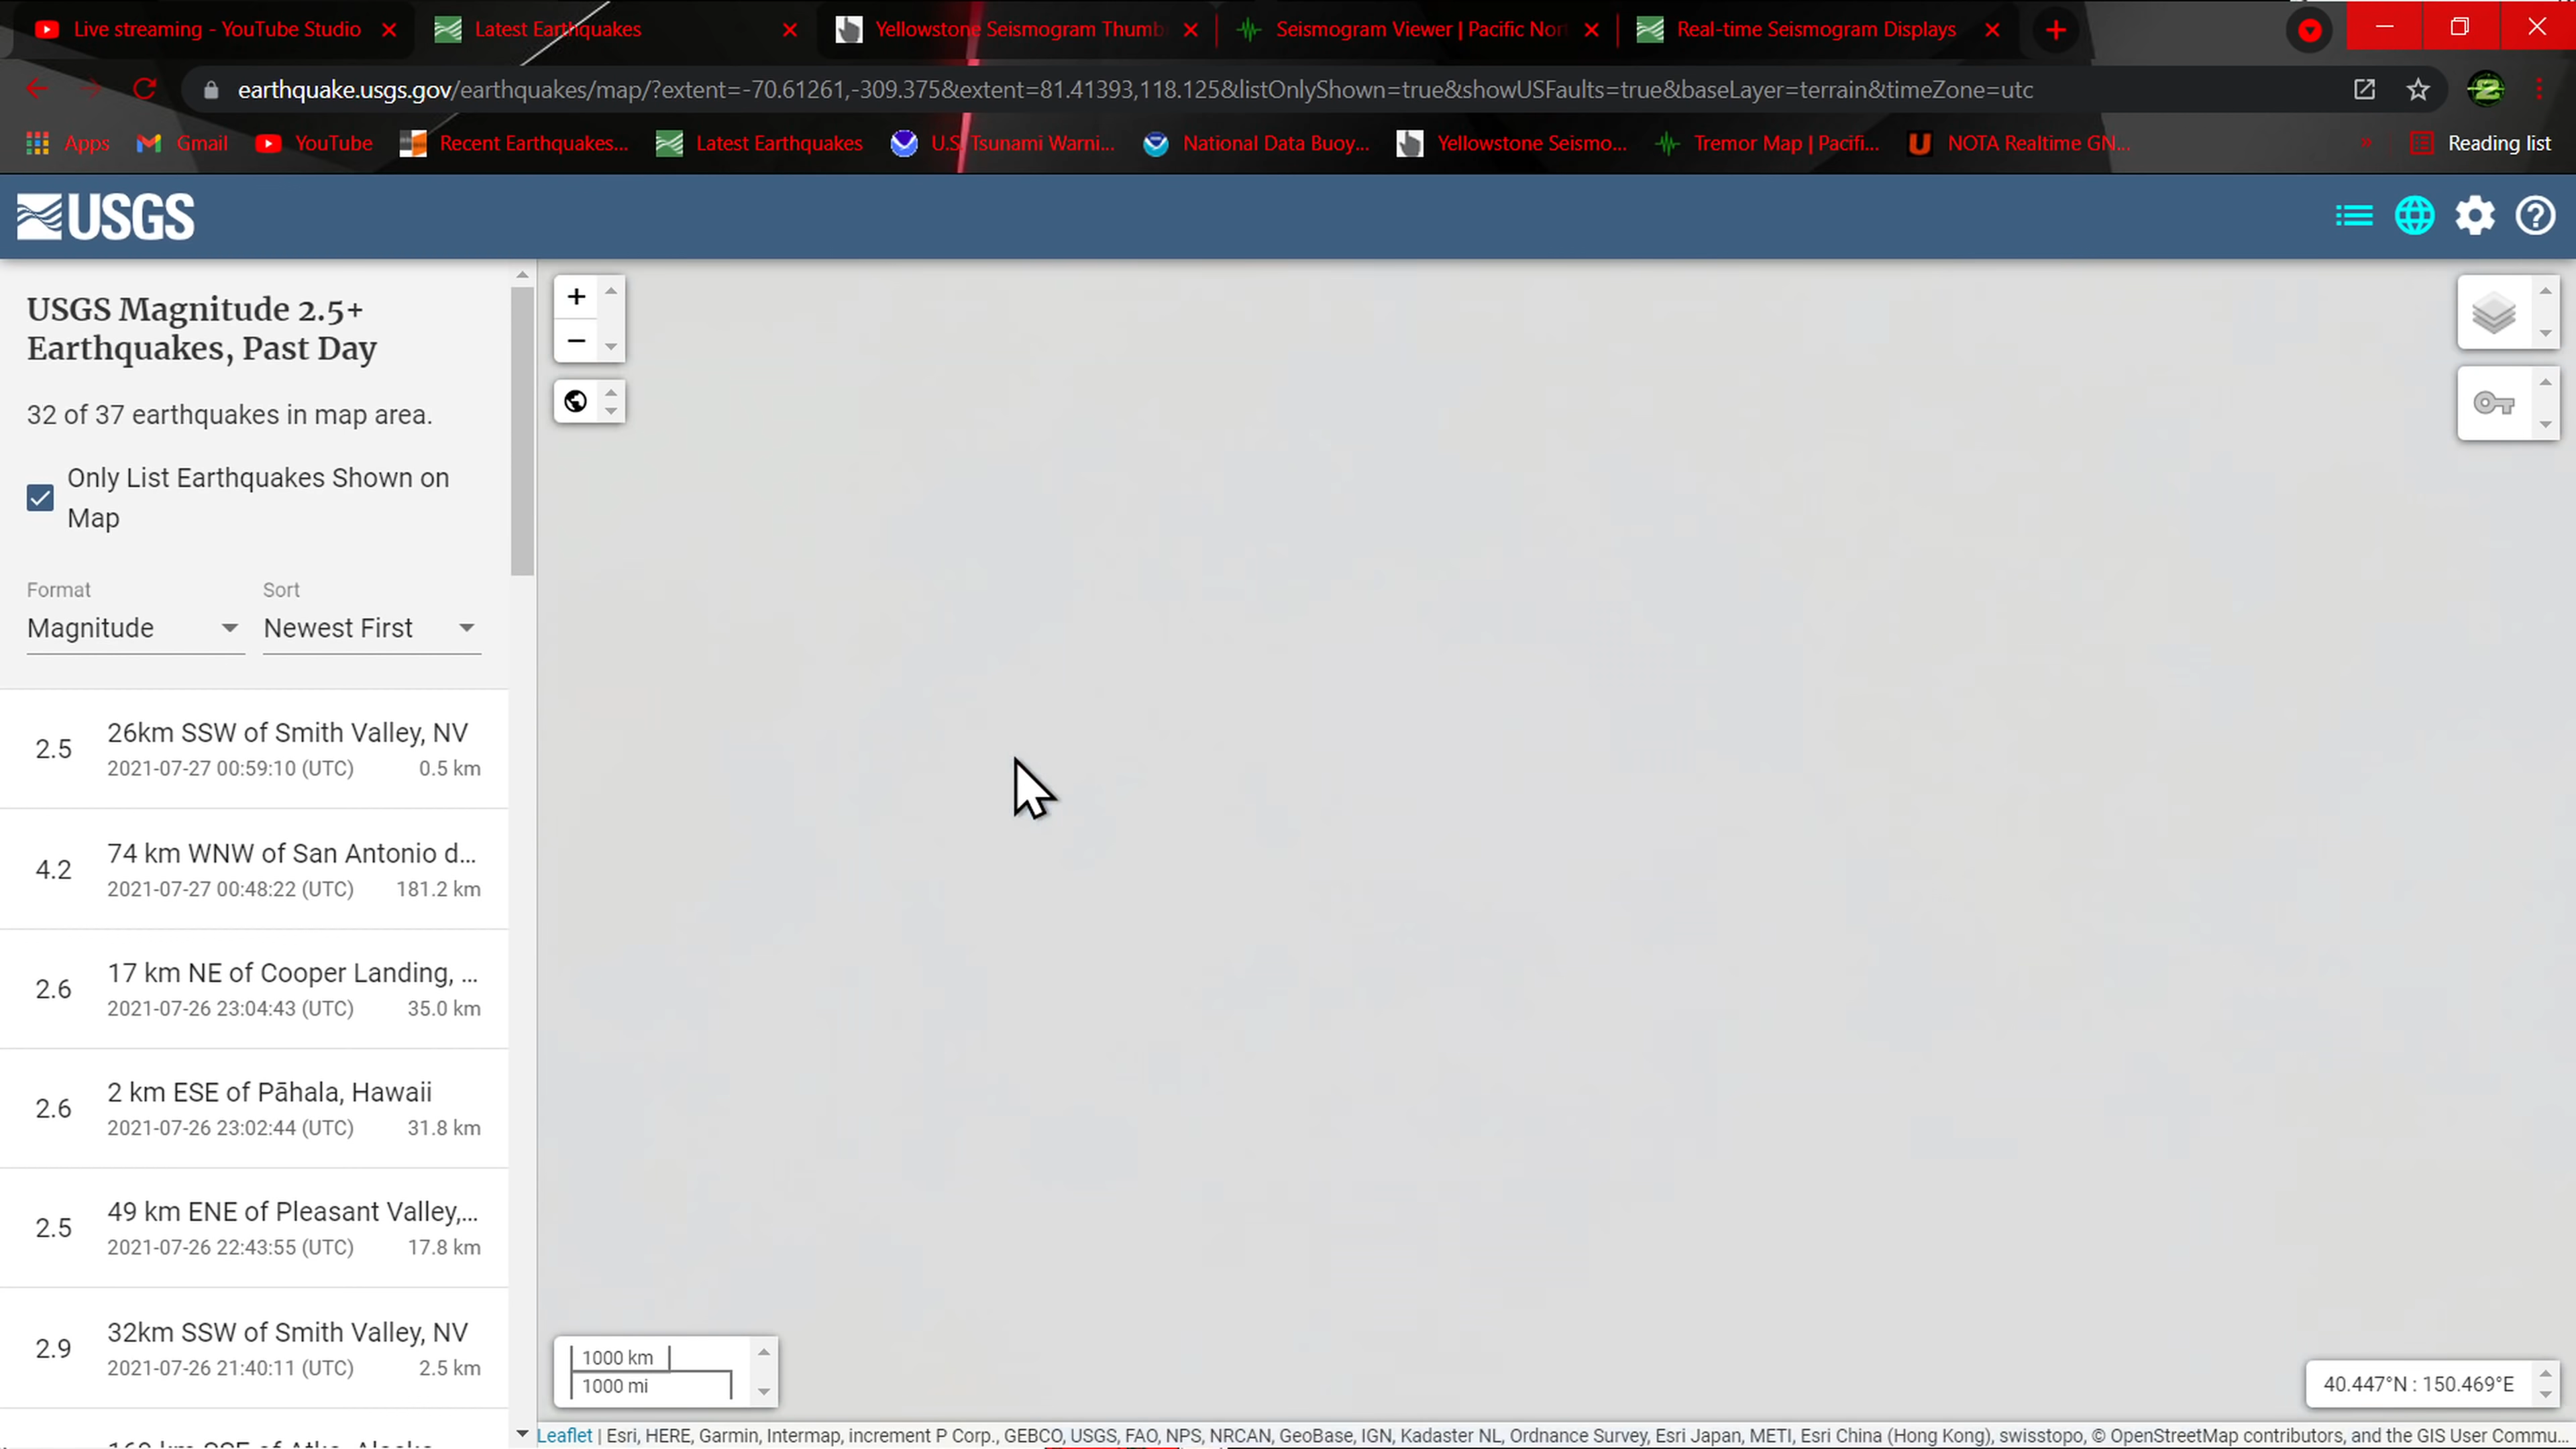 Live streaming - YouTube Studio
Latest Earthquakes
Yellowstone Seismogram Thumb
Seismogram Viewer | Pacific Nor
Real-time Seismogram Displays
earthquake.usgs.gov/earthquakes/map/?extent=-70.61261,-309.375&extent=81.41393,118.125&listOnlyShown=true&showUSFaults=true&baseLayer=terrain&timeZone=utc
Apps
Gmail
YouTube
Recent Earthquakes...
Latest Earthquakes
U.S. Tsunami Warni...
National Data Buoy...
Yellowstone Seismo...
Tremor Map | Pacifi...
NOTA Realtime GN...
Reading list
USGS
USGS Magnitude 2.5+
Earthquakes, Past Day
32 of 37 earthquakes in map area.
Only List Earthquakes Shown on
Map
Format
Sort
Magnitude
Newest First
2.5
26km SSW of Smith Valley, NV
2021-07-27 00:59:10 (UTC) 0.5 km
4.2
74 km WNW of San Antonio d...
2021-07-27 00:48:22 (UTC) 181.2 km
2.6
17 km NE of Cooper Landing, ...
2021-07-26 23:04:43 (UTC) 35.0 km
2.6
2 km ESE of Pāhala, Hawaii
2021-07-26 23:02:44 (UTC) 31.8 km
2.5
49 km ENE of Pleasant Valley,...
2021-07-26 22:43:55 (UTC) 17.8 km
2.9
32km SSW of Smith Valley, NV
2021-07-26 21:40:11 (UTC) 2.5 km
+
−
1000 km
1000 mi
40.447°N : 150.469°E
Leaflet | Esri, HERE, Garmin, Intermap, increment P Corp., GEBCO, USGS, FAO, NPS, NRCAN, GeoBase, IGN, Kadaster NL, Ordnance Survey, Esri Japan, METI, Esri China (Hong Kong), swisstopo, © OpenStreetMap contributors, and the GIS User Commu...